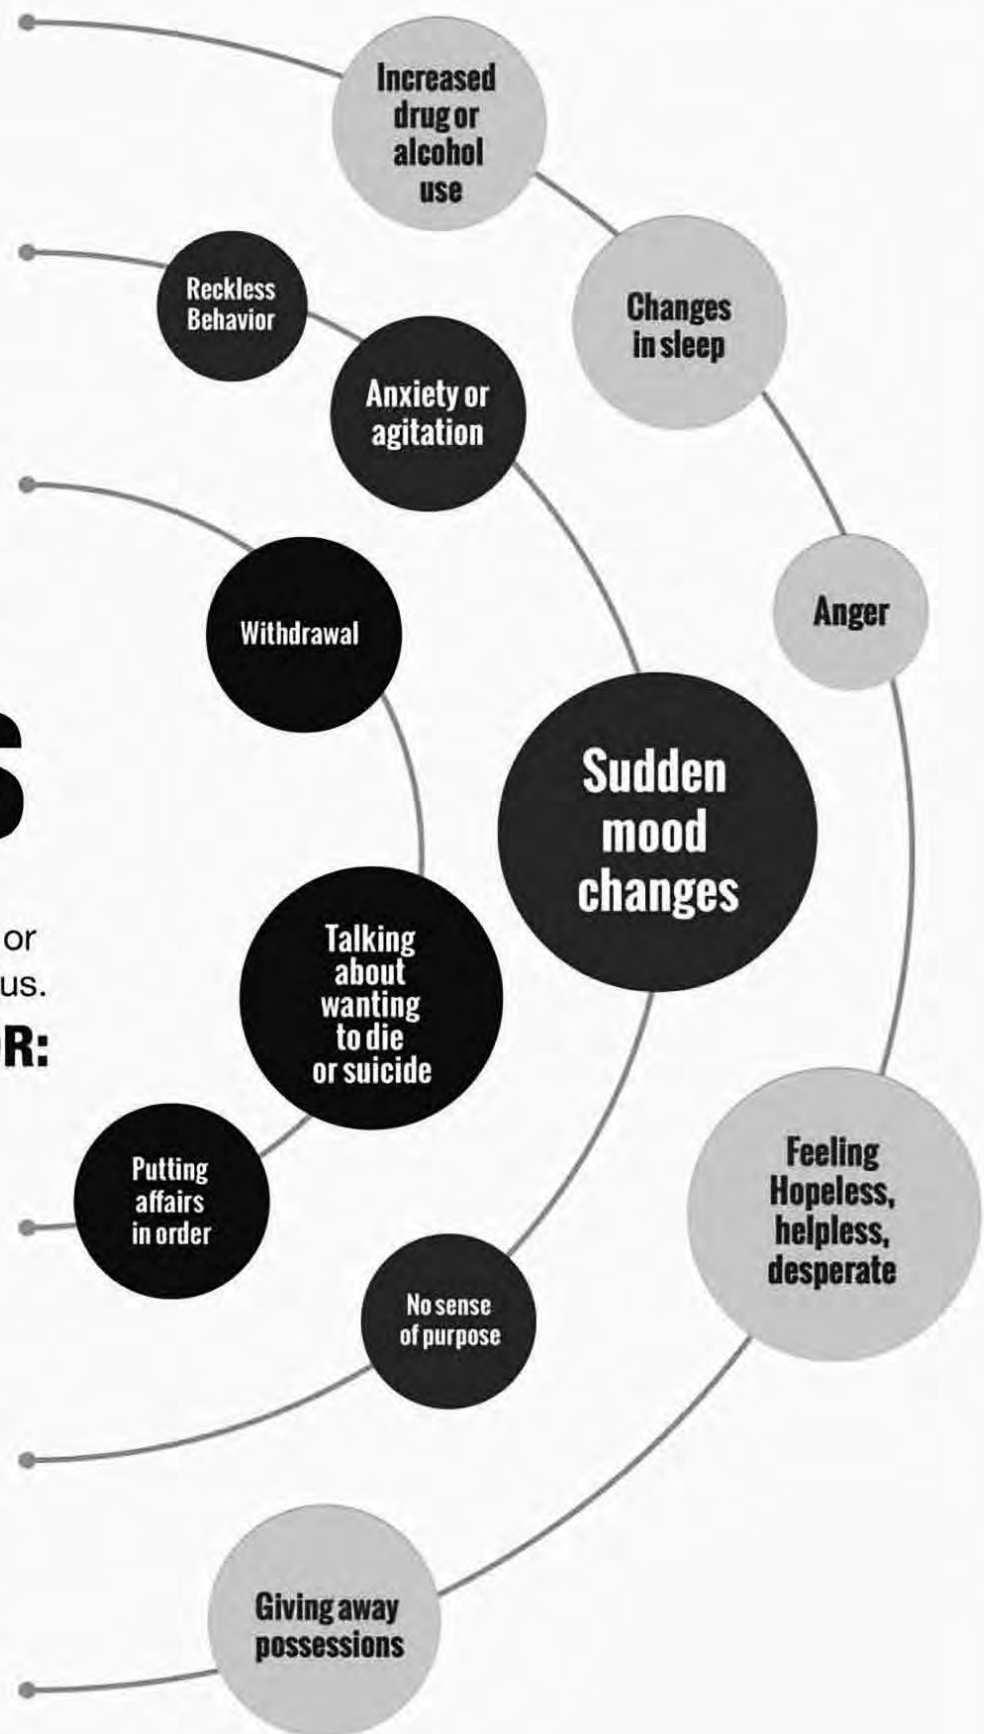 Increased
drug or
alcohol
use
Changes
in sleep
Reckless
Behavior
Anxiety or
agitation
Anger
Withdrawal
Sudden
mood
changes
S
or
us.
R:
Talking
about
wanting
to die
or suicide
Putting
affairs
in order
Feeling
Hopeless,
helpless,
desperate
No sense
of purpose
Giving away
possessions